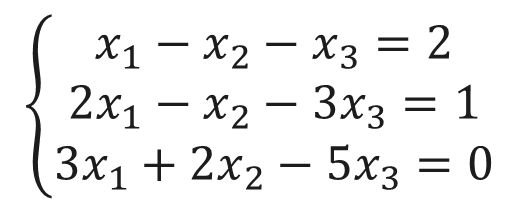 x₁ − x₂ − x₃ = 2
2x₁ − x₂ − 3x₃ = 1
3x₁ + 2x₂ − 5x₃ = 0